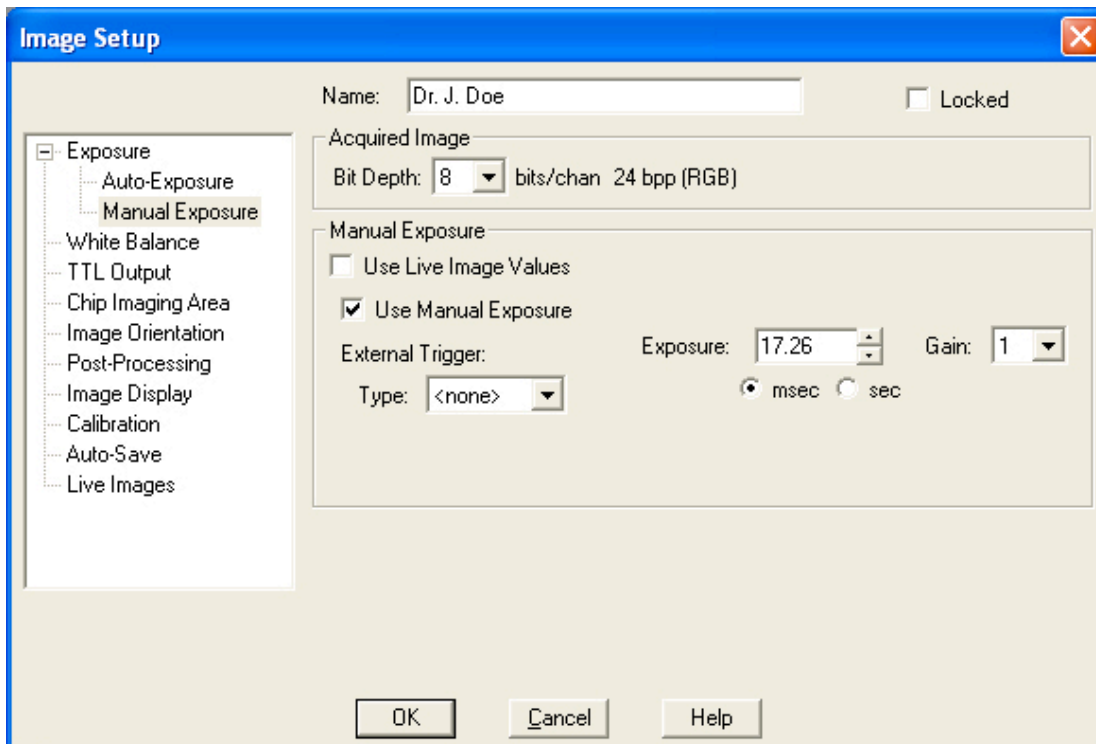 Image Setup
Name: Dr. J. Doe
Locked
Exposure
Auto-Exposure
Manual Exposure
White Balance
TTL Output
Chip Imaging Area
Image Orientation
Post-Processing
Image Display
Calibration
Auto-Save
Live Images
Acquired Image
Bit Depth: 8 bits/chan 24 bpp (RGB)
Manual Exposure
Use Live Image Values
Use Manual Exposure
External Trigger:
Type: <none>
Exposure: 17.26
msec sec
Gain: 1
OK Cancel Help